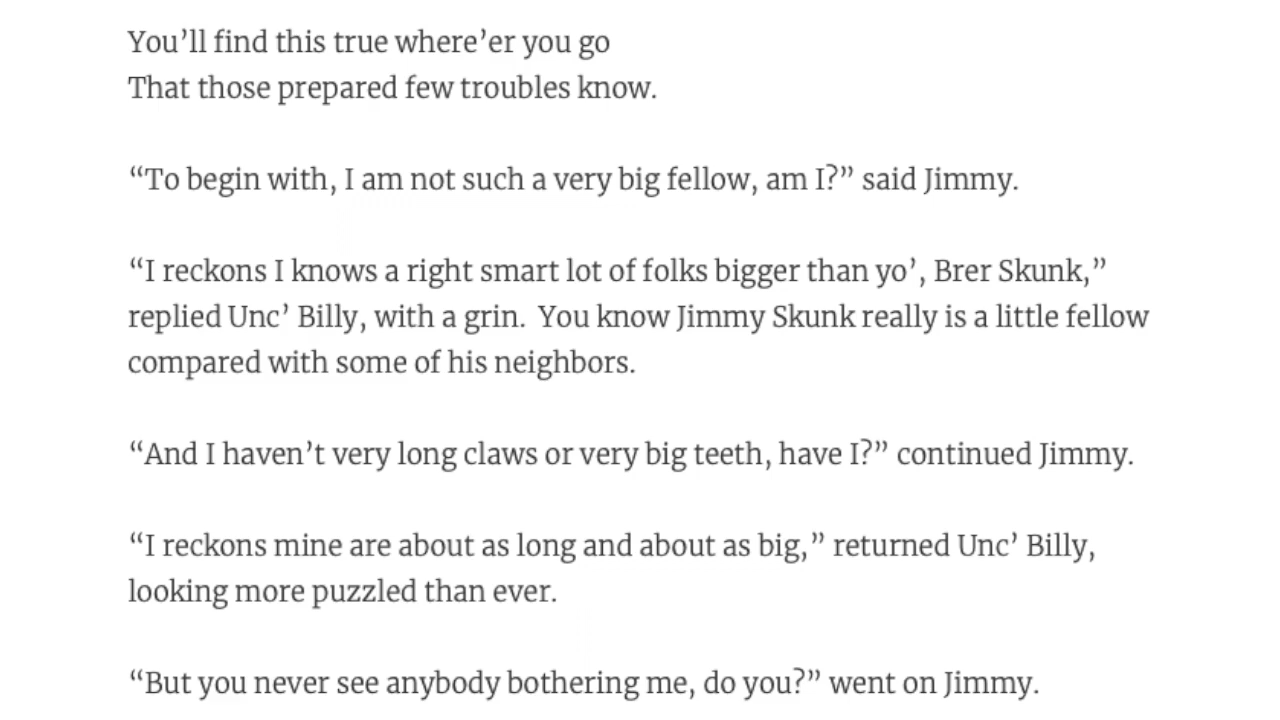 You’ll find this true where’er you go
That those prepared few troubles know.
“To begin with, I am not such a very big fellow, am I?” said Jimmy.
“I reckons I knows a right smart lot of folks bigger than yo’, Brer Skunk,”
replied Unc’ Billy, with a grin.  You know Jimmy Skunk really is a little fellow
compared with some of his neighbors.
“And I haven’t very long claws or very big teeth, have I?” continued Jimmy.
“I reckons mine are about as long and about as big,” returned Unc’ Billy,
looking more puzzled than ever.
“But you never see anybody bothering me, do you?” went on Jimmy.